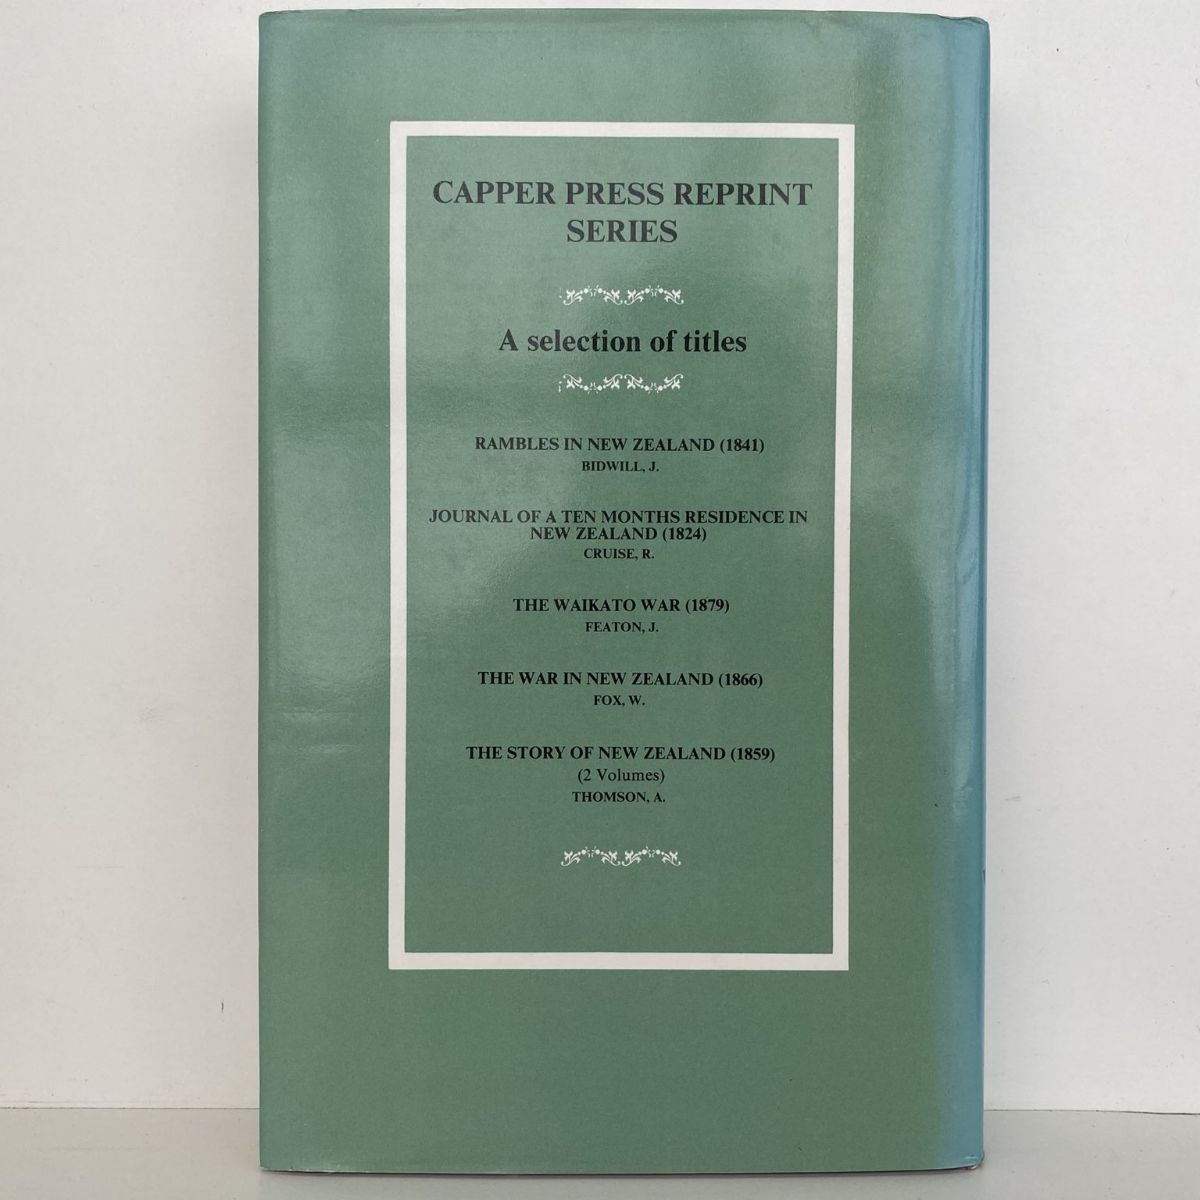 CAPPER PRESS REPRINT
SERIES
A selection of titles
RAMBLES IN NEW ZEALAND (1841)
BIDWILL, J.
JOURNAL OF A TEN MONTHS RESIDENCE IN
NEW ZEALAND (1824)
CRUISE, R.
THE WAIKATO WAR (1879)
FEATON, J.
THE WAR IN NEW ZEALAND (1866)
FOX, W.
THE STORY OF NEW ZEALAND (1859)
(2 Volumes)
THOMSON, A.